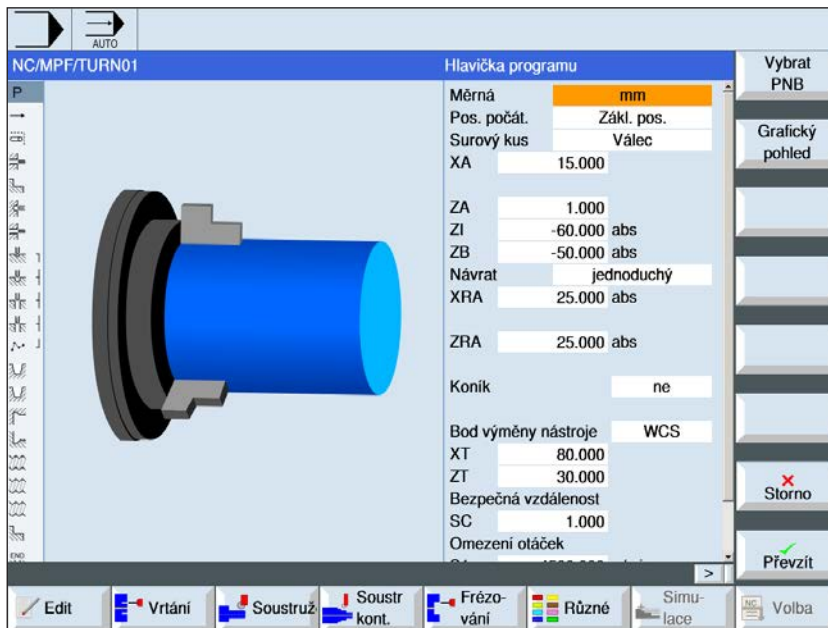 AUTO
NC/MPF/TURN01
Hlavička programu
P
Měrná mm
Pos. počát. Zákl. pos.
Surový kus Válec
XA 15.000
ZA 1.000
ZI -60.000 abs
ZB -50.000 abs
Návrat jednoduchý
XRA 25.000 abs
ZRA 25.000 abs
Koník ne
Bod výměny nástroje WCS
XT 80.000
ZT 30.000
Bezpečná vzdálenost
SC 1.000
Omezení otáček
END
>
Vybrat
PNB
Grafický
pohled
Storno
Převzít
Edit
Vrtání
Soustruž
Soustr
kont.
Frézo-
vání
Různé
Simu-
lace
NC
Volba